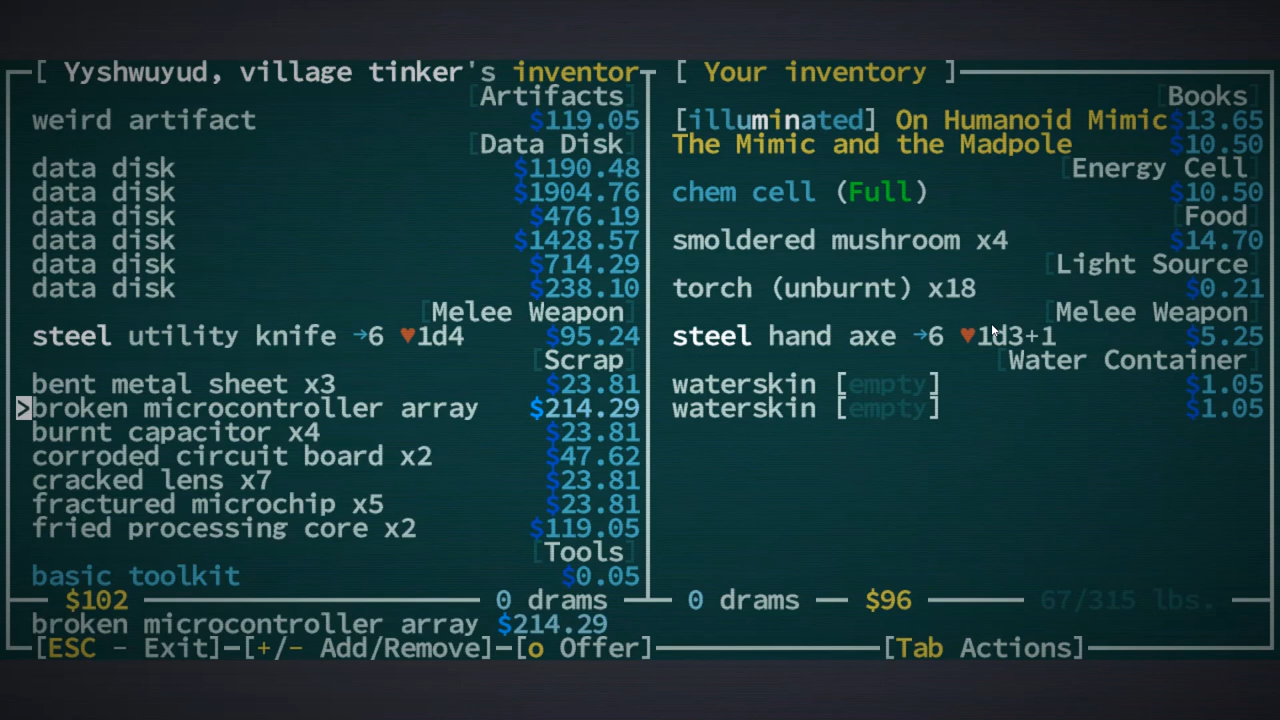 [ Yyshwuyud, village tinker's inventor
[Artifacts]
weird artifact $119.05
[Data Disk]
data disk $1190.48
data disk $1904.76
data disk $476.19
data disk $1428.57
data disk $714.29
data disk $238.10
[Melee Weapon]
steel utility knife →6 ♥1d4 $95.24
[Scrap]
bent metal sheet x3 $23.81
>broken microcontroller array $214.29
burnt capacitor x4 $23.81
corroded circuit board x2 $47.62
cracked lens x7 $23.81
fractured microchip x5 $23.81
fried processing core x2 $119.05
[Tools]
basic toolkit $0.05
$102 0 drams
[ Your inventory ]
[Books]
[illuminated] On Humanoid Mimic$13.65
The Mimic and the Madpole $10.50
[Energy Cell]
chem cell (Full) $10.50
[Food]
smoldered mushroom x4 $14.70
[Light Source]
torch (unburnt) x18 $0.21
[Melee Weapon]
steel hand axe →6 ♥1d3+1 $5.25
[Water Container]
waterskin [empty] $1.05
waterskin [empty] $1.05
0 drams $96 67/315 lbs.
broken microcontroller array $214.29
[ESC - Exit] [+/- Add/Remove] [o Offer] [Tab Actions]